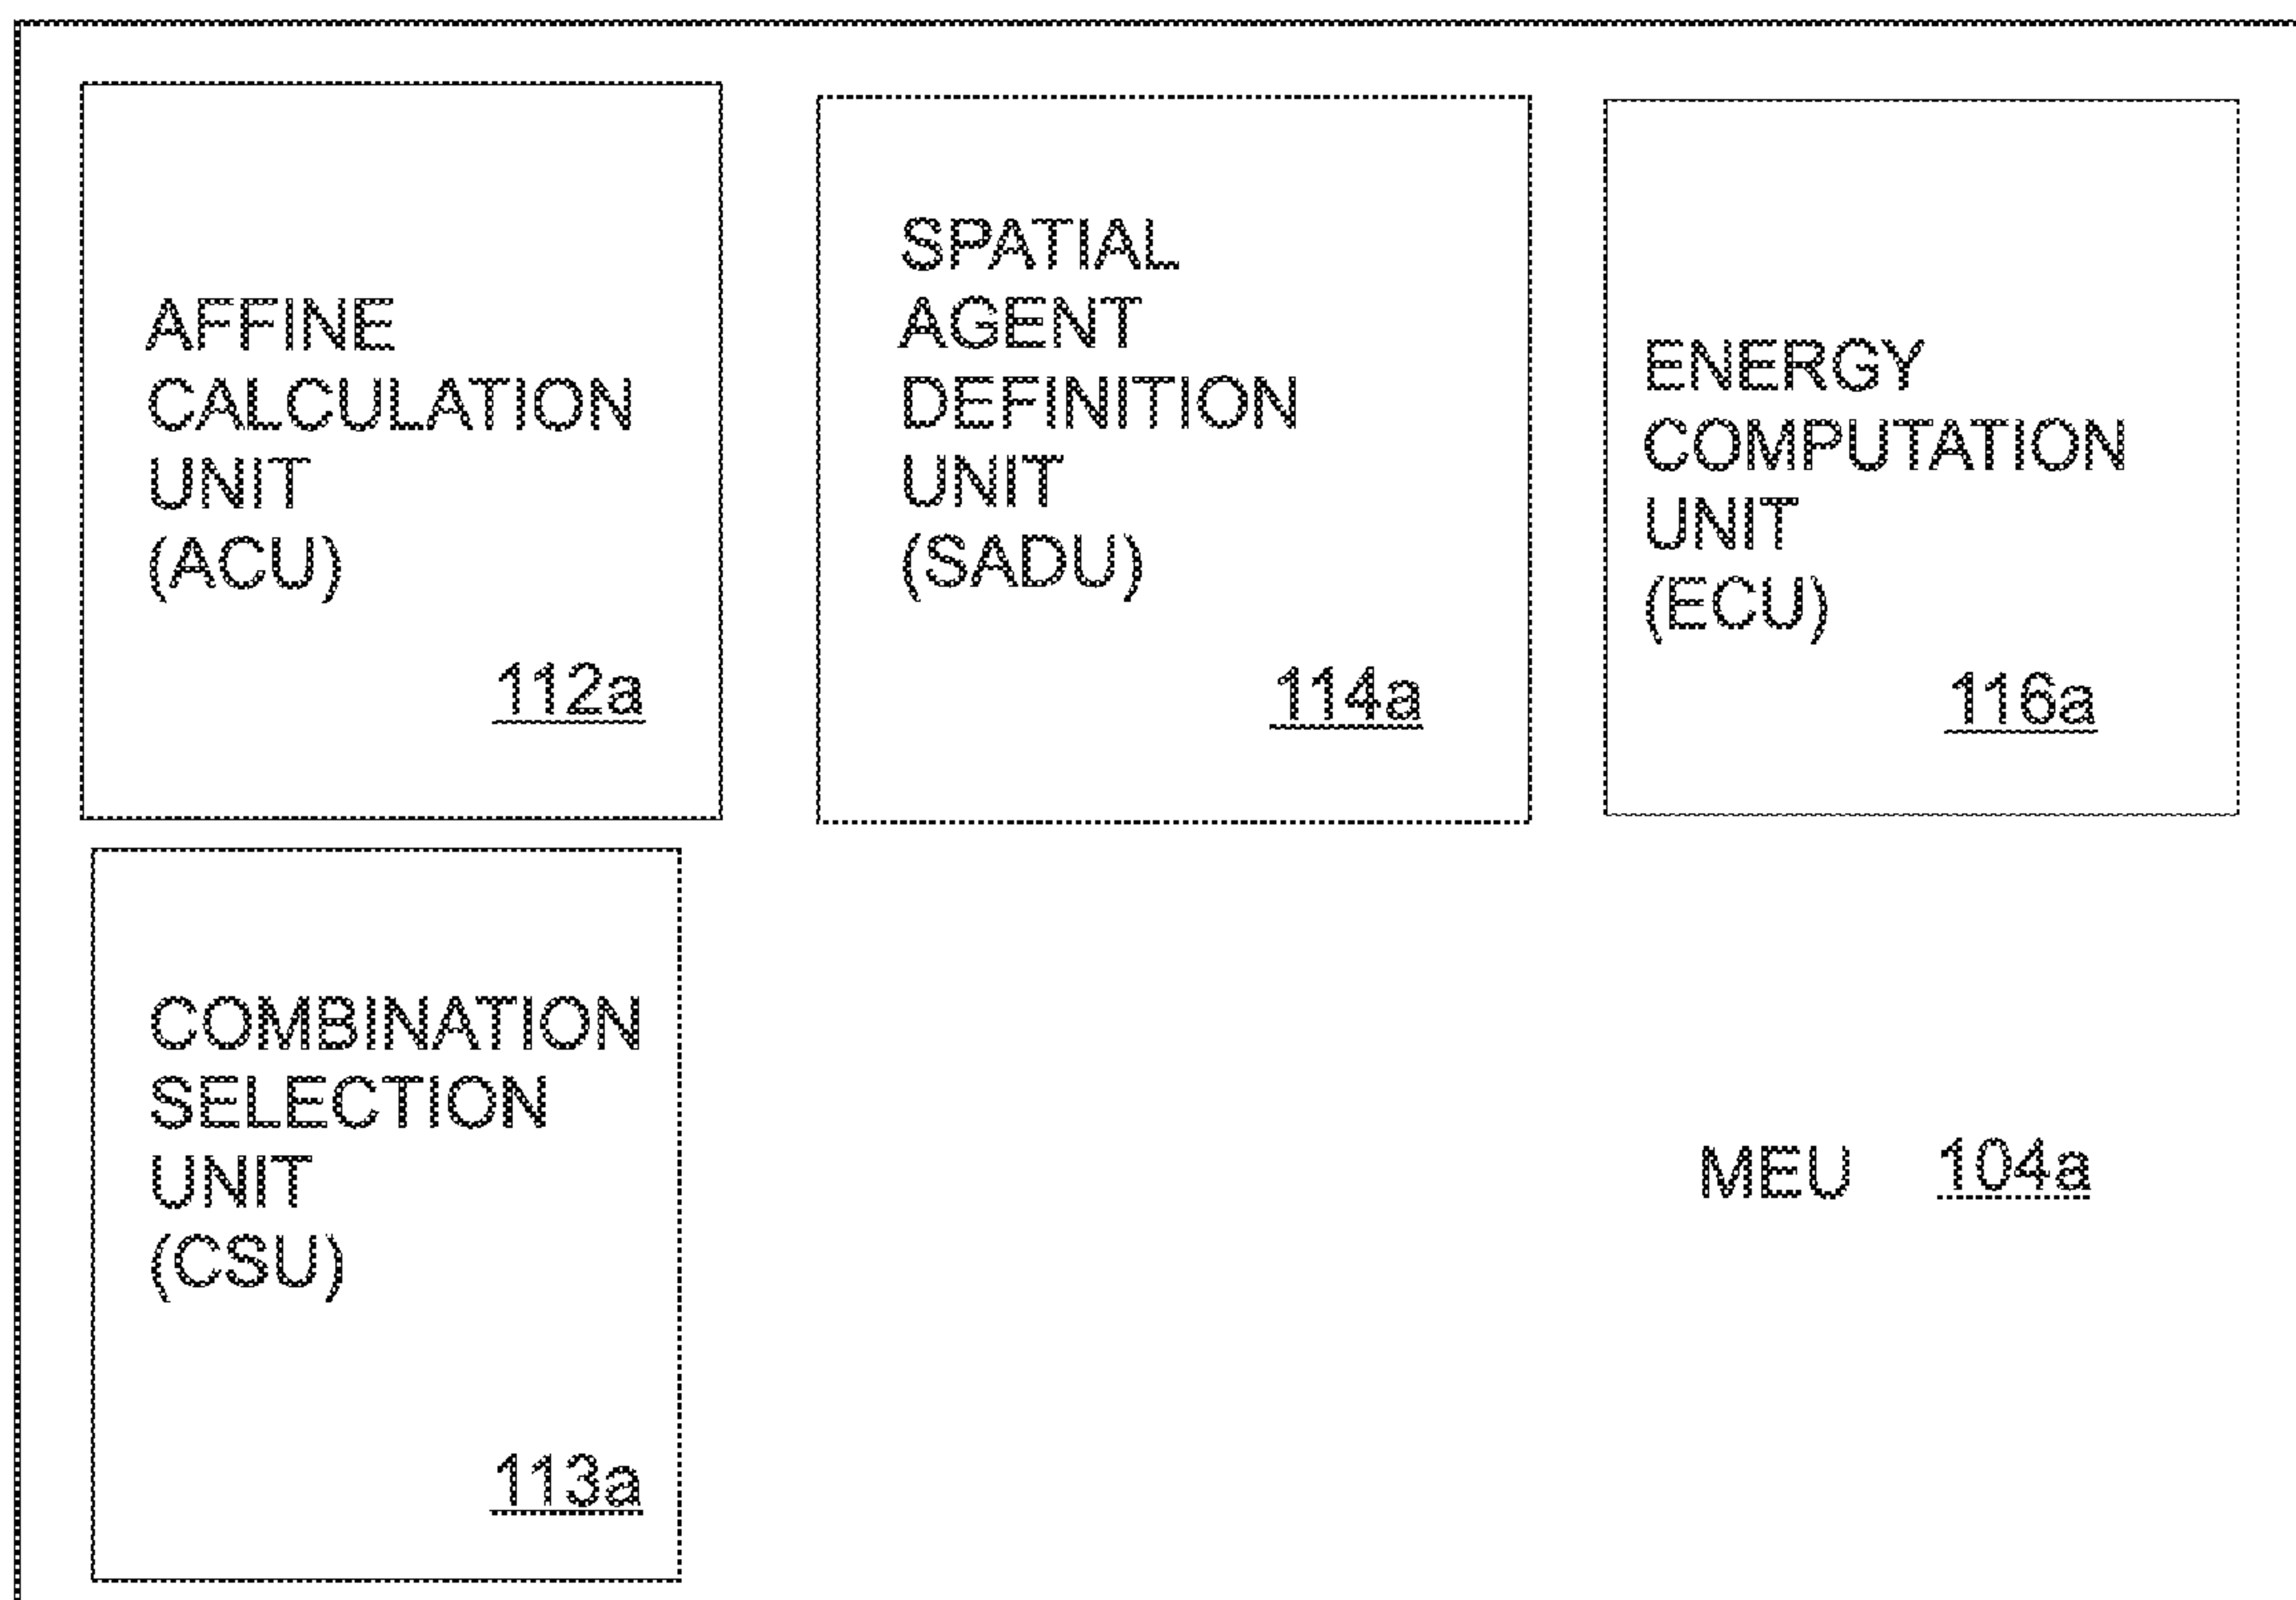 AFFINE
CALCULATION
UNIT
(ACU)
112a
SPATIAL
AGENT
DEFINITION
UNIT
(SADU)
114a
ENERGY
COMPUTATION
UNIT
(ECU)
116a
COMBINATION
SELECTION
UNIT
(CSU)
113a
MEU 104a